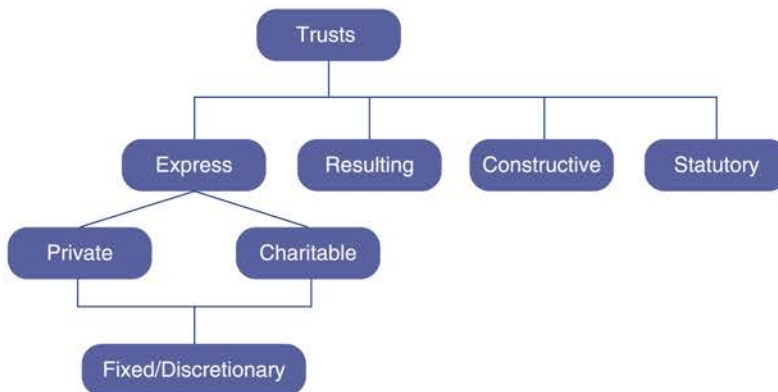 Trusts
Express
Resulting
Constructive
Statutory
Private
Charitable
Fixed/Discretionary